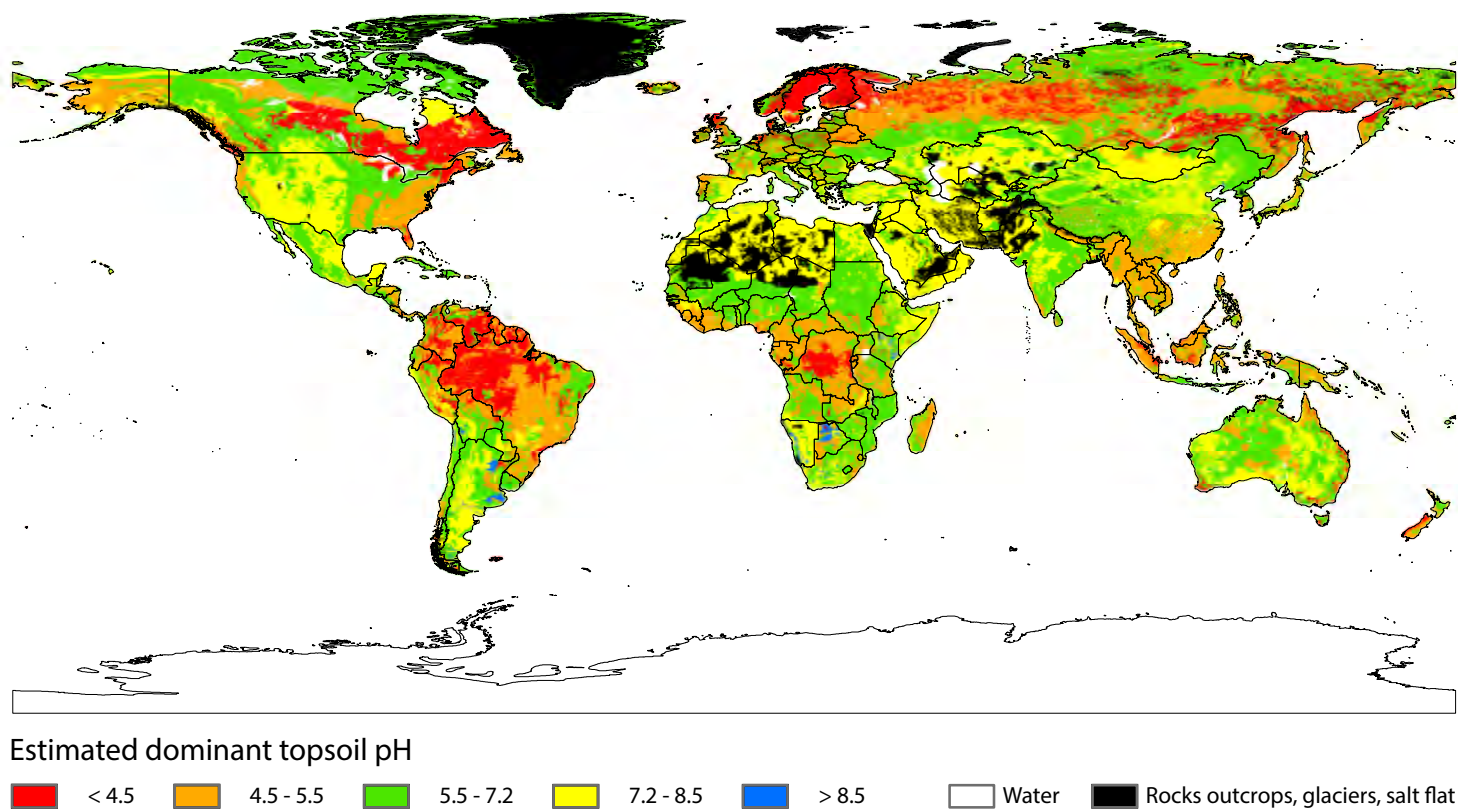 Estimated dominant topsoil pH
< 4.5 4.5 - 5.5 5.5 - 7.2 7.2 - 8.5 > 8.5 Water Rocks outcrops, glaciers, salt flat